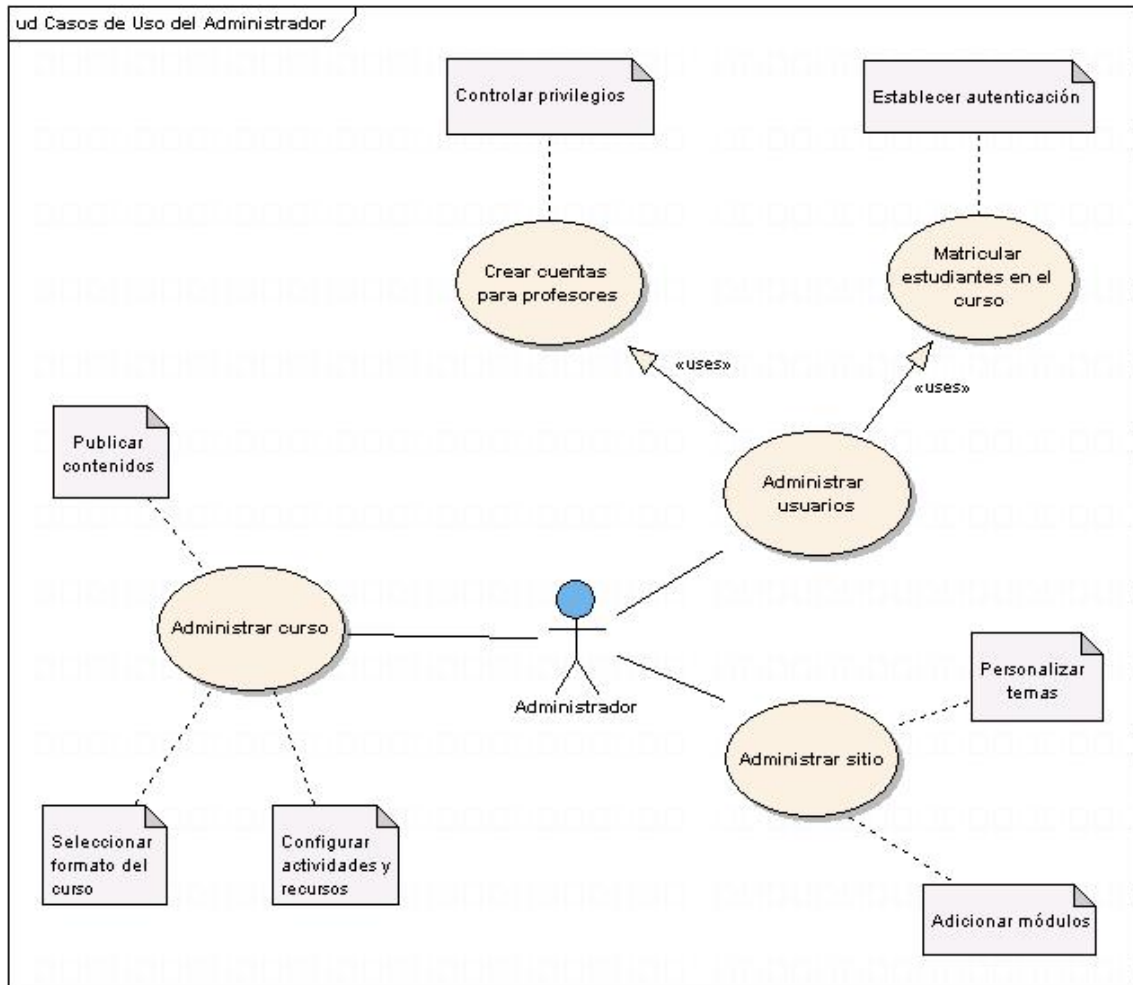 ud Casos de Uso del Administrador
Controlar privilegios
Establecer autenticación
Crear cuentas
para profesores
Matricular
estudiantes en el
curso
«uses»
«uses»
Publicar
contenidos
Administrar
usuarios
Administrar curso
Administrador
Personalizar
temas
Administrar sitio
Seleccionar
formato del
curso
Configurar
actividades y
recursos
Adicionar módulos